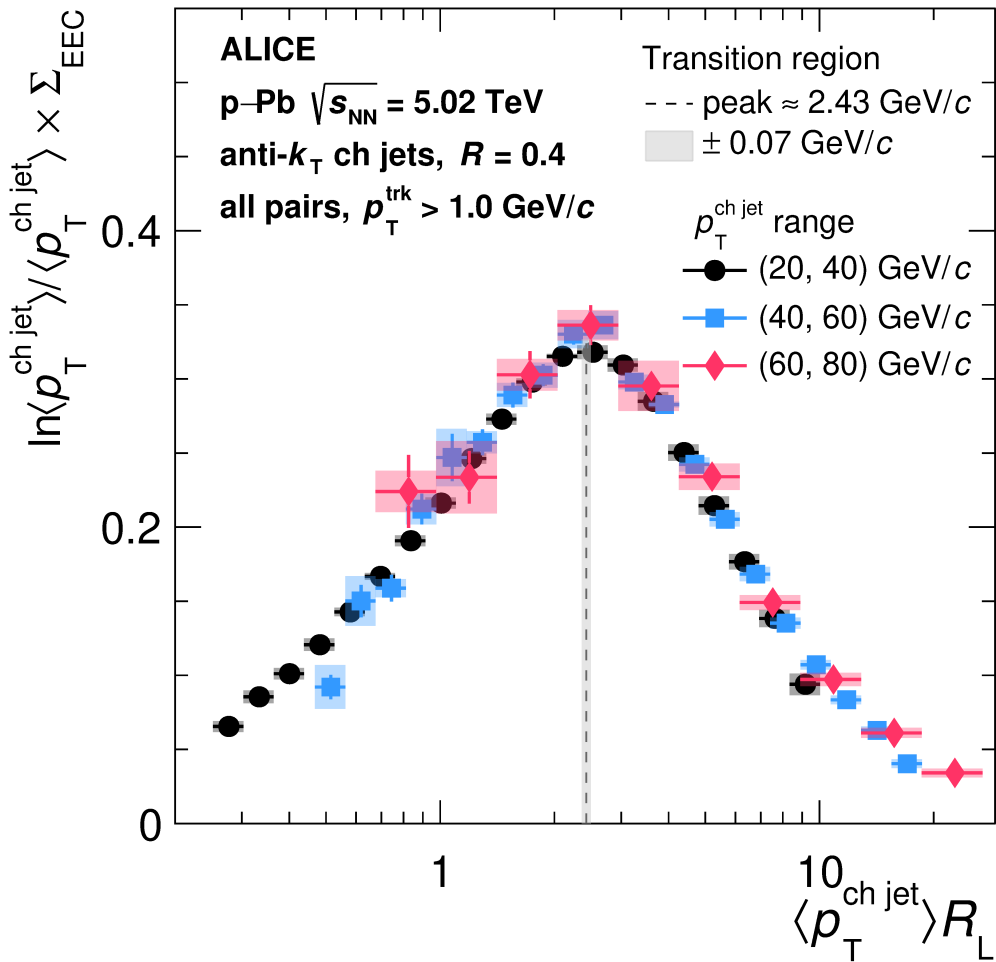 ALICE
p–Pb √sNN = 5.02 TeV
anti-kT ch jets, R = 0.4
all pairs, pTtrk > 1.0 GeV/c
Transition region
peak ≈ 2.43 GeV/c
± 0.07 GeV/c
pTch jet range
(20, 40) GeV/c
(40, 60) GeV/c
(60, 80) GeV/c
ln⟨pTch jet⟩/⟨pTch jet⟩ × ΣEEC
0.4
0.2
0
1
10
⟨pTch jet⟩RL